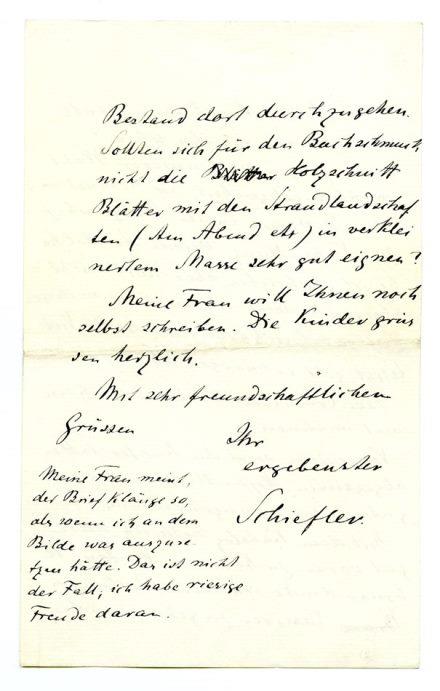 Bestand dort durchzugehen.
Sollten sich für den Buchschmuck
nicht die Holzschnitt
Blätter mit den Strandlandschaf
ten (Am Abend etc) in verklei
nertem Masse sehr gut eignen?
Meine Frau will Ihnen noch
selbst schreiben. Die Kinder grüs
sen herzlich.
Mit sehr freundschaftlichen
Grüssen
Ihr
ergebenster
Schiefler.
Meine Frau meint,
der Brief klänge so,
als wenn ich an dem
Bilde was auszuse
tzen hätte. Das ist nicht
der Fall, ich habe riesige
Freude daran.